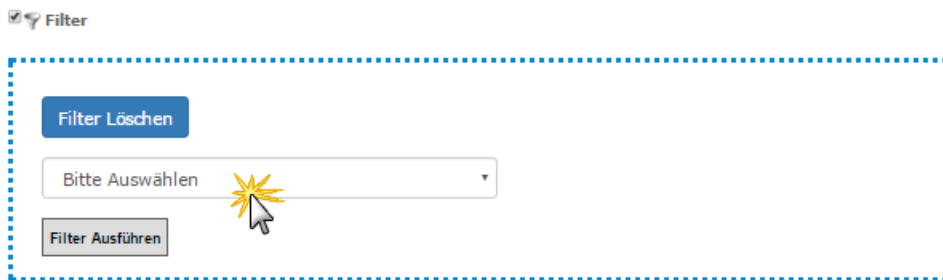 Filter
Filter Löschen
Bitte Auswählen
Filter Ausführen